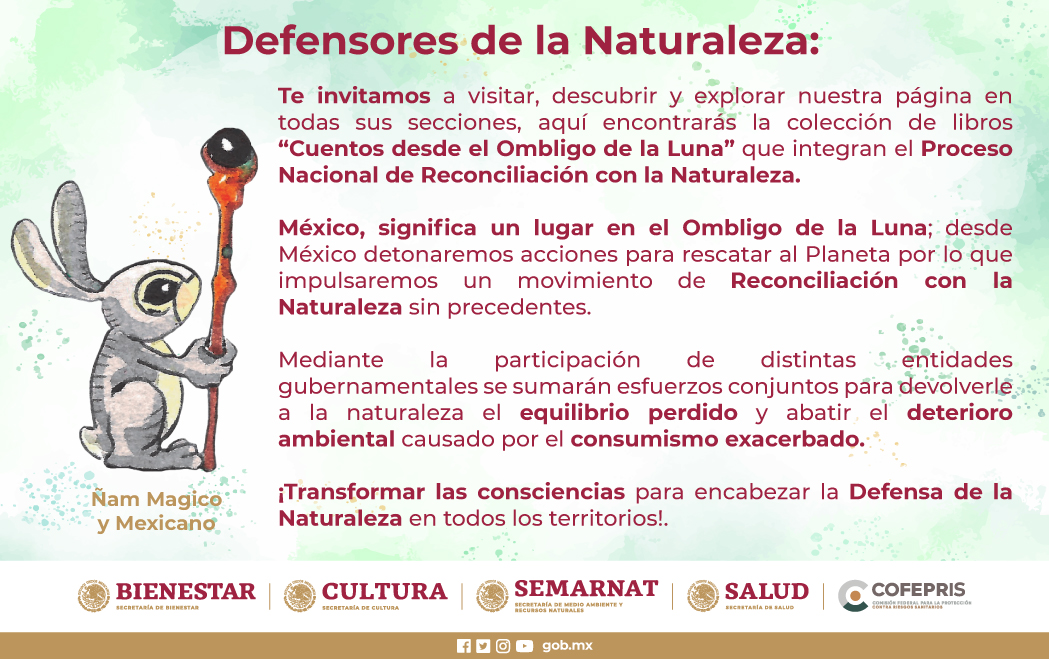 Defensores de la Naturaleza:
Te invitamos a visitar, descubrir y explorar nuestra página en
todas sus secciones, aquí encontrarás la colección de libros
“Cuentos desde el Ombligo de la Luna” que integran el Proceso
Nacional de Reconciliación con la Naturaleza.
México, significa un lugar en el Ombligo de la Luna; desde
México detonaremos acciones para rescatar al Planeta por lo que
impulsaremos un movimiento de Reconciliación con la
Naturaleza sin precedentes.
Mediante la participación de distintas entidades
gubernamentales se sumarán esfuerzos conjuntos para devolverle
a la naturaleza el equilibrio perdido y abatir el deterioro
ambiental causado por el consumismo exacerbado.
¡Transformar las consciencias para encabezar la Defensa de la
Naturaleza en todos los territorios!.
Ñam Magico
y Mexicano
BIENESTAR
SECRETARÍA DE BIENESTAR
CULTURA
SECRETARÍA DE CULTURA
SEMARNAT
SECRETARÍA DE MEDIO AMBIENTE Y
RECURSOS NATURALES
SALUD
SECRETARÍA DE SALUD
COFEPRIS
COMISIÓN FEDERAL PARA LA PROTECCIÓN
CONTRA RIESGOS SANITARIOS
gob.mx